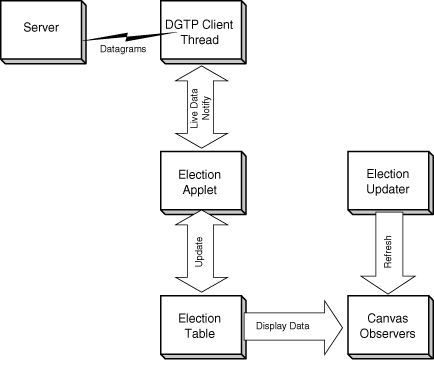 Server
DGTP Client
Thread
Datagrams
Live Data
Notify
Election
Applet
Election
Updater
Update
Refresh
Election
Table
Display Data
Canvas
Observers